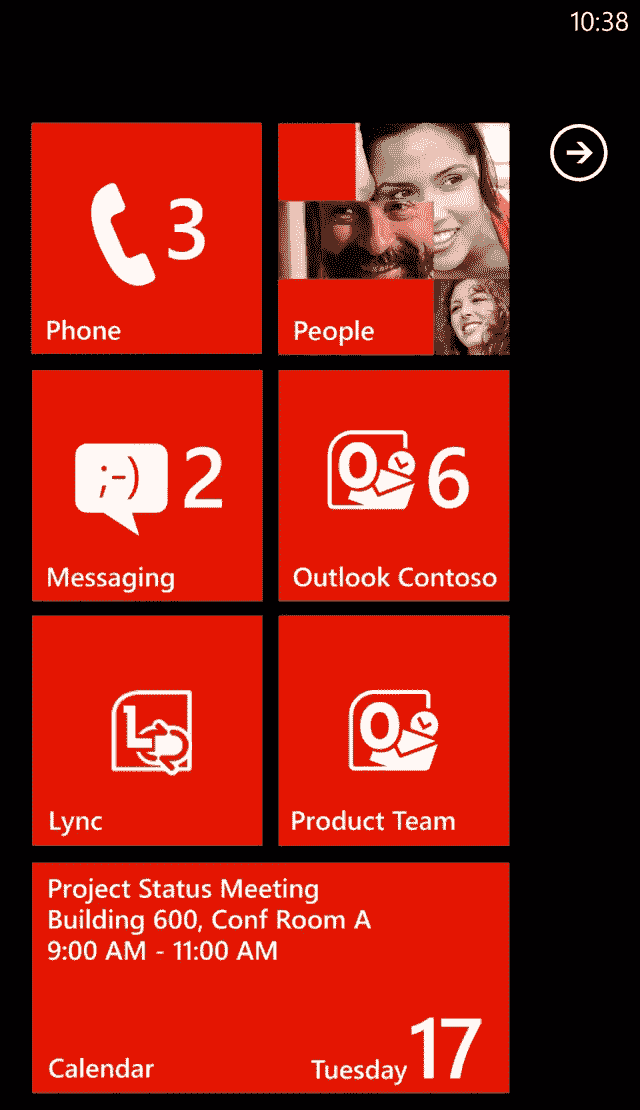 10:38
3
Phone
People
;-) 2
Messaging
O 6
Outlook Contoso
L
Lync
O
Product Team
Project Status Meeting
Building 600, Conf Room A
9:00 AM - 11:00 AM
Calendar
Tuesday 17